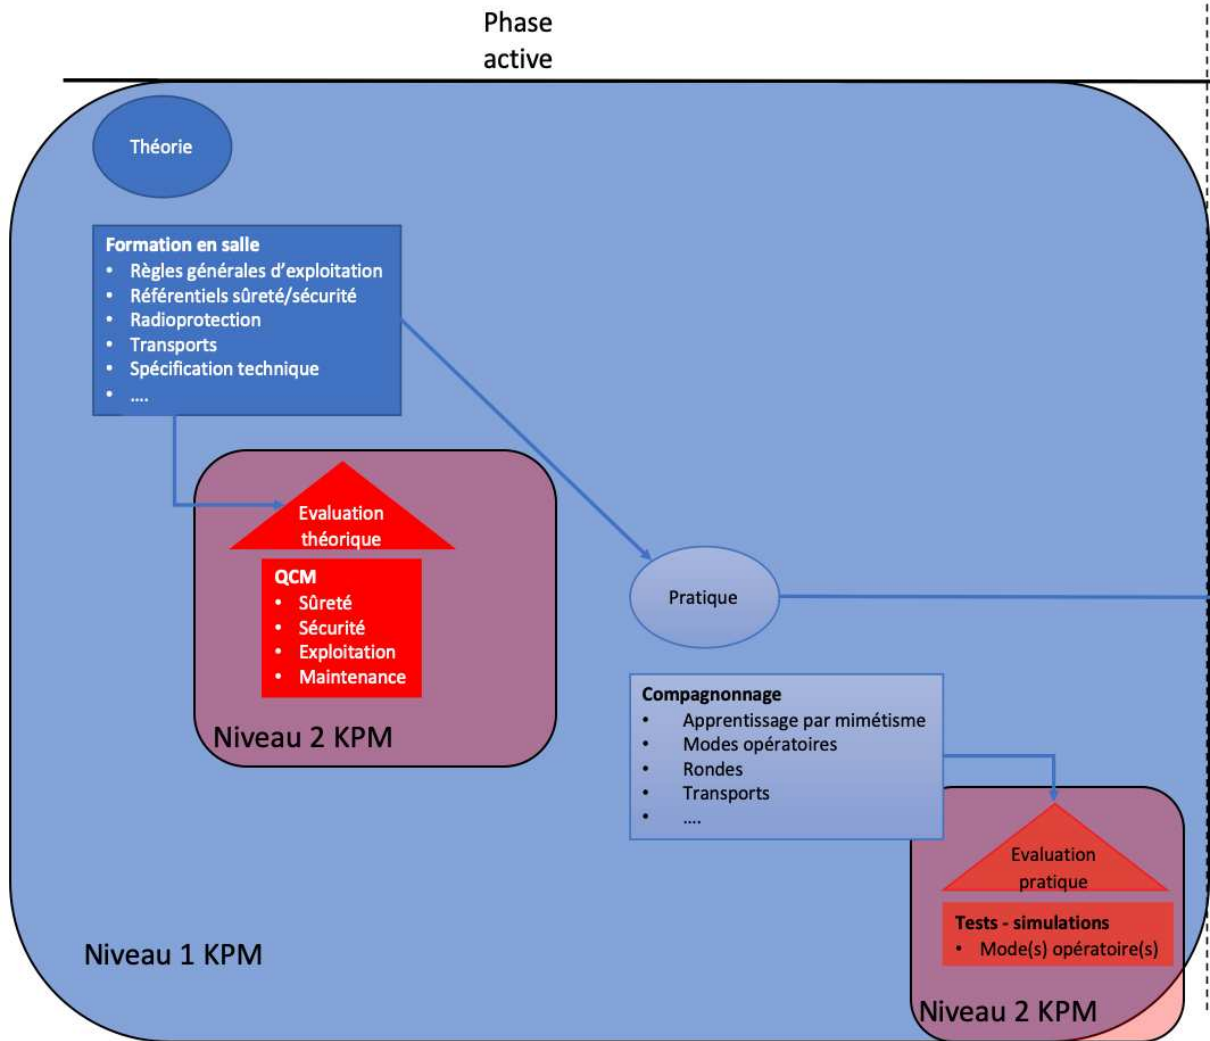 Phase
active
Théorie
Formation en salle
• Règles générales d’exploitation
• Référentiels sûreté/sécurité
• Radioprotection
• Transports
• Spécification technique
• ....
Evaluation
théorique
QCM
• Sûreté
• Sécurité
• Exploitation
• Maintenance
Niveau 2 KPM
Pratique
Compagnonnage
• Apprentissage par mimétisme
• Modes opératoires
• Rondes
• Transports
• ....
Evaluation
pratique
Tests - simulations
• Mode(s) opératoire(s)
Niveau 1 KPM
Niveau 2 KPM